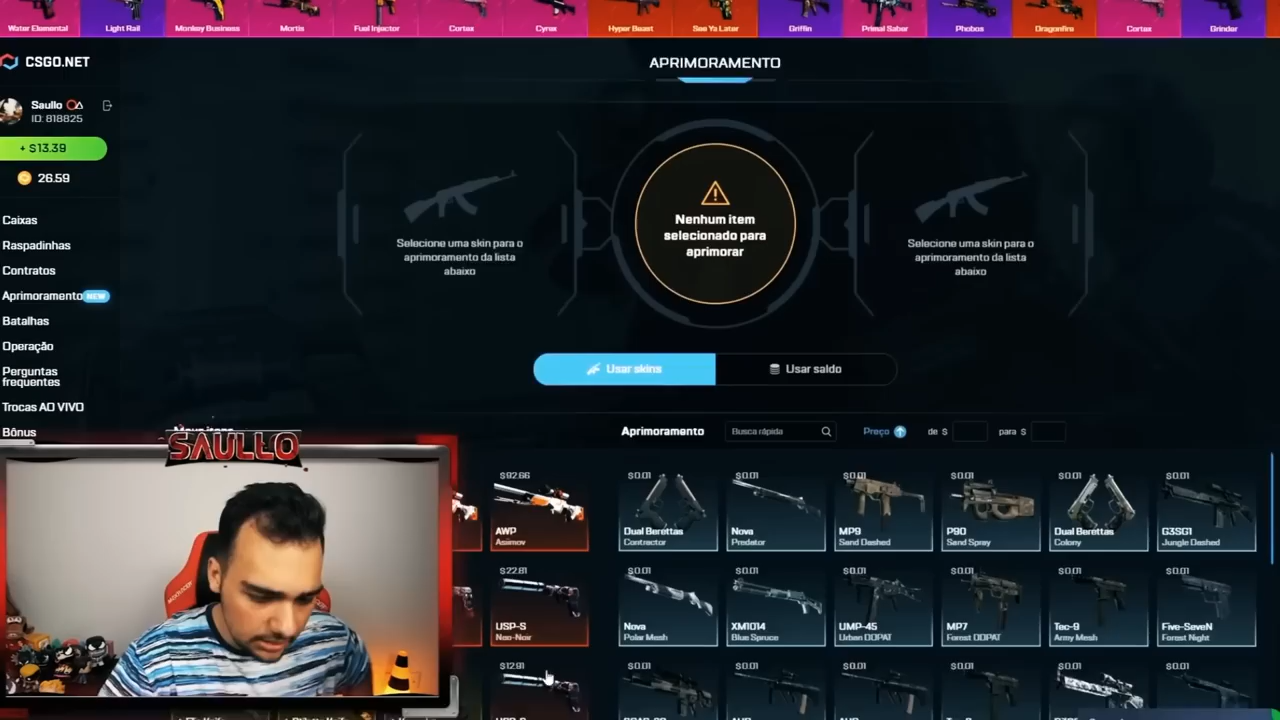 Water Elemental
Light Rail
Monkey Business
Mortis
Fuel Injector
Cortex
Cyrex
Hyper Beast
See Ya Later
Griffin
Primal Saber
Phobos
Dragonfire
Cortex
Grinder
CSGO.NET
APRIMORAMENTO
Saullo
ID: 818825
+ $13.39
26.59
Caixas
Raspadinhas
Contratos
Aprimoramento NEW
Batalhas
Operação
Perguntas
frequentes
Trocas AO VIVO
Bônus
Selecione uma skin para o
aprimoramento da lista
abaixo
Nenhum item
selecionado para
aprimorar
Selecione uma skin para o
aprimoramento da lista
abaixo
Usar skins
Usar saldo
Aprimoramento
Busca rápida
Preço
de $
para $
SAULLO
$92.66
AWP
Asiimov
$22.81
USP-S
Neo-Noir
$12.91
USP-S
$0.01
Dual Berettas
Contractor
$0.01
Nova
Predator
$0.01
MP9
Sand Dashed
$0.01
P90
Sand Spray
$0.01
Dual Berettas
Colony
$0.01
G3SG1
Jungle Dashed
$0.01
Nova
Polar Mesh
$0.01
XM1014
Blue Spruce
$0.01
UMP-45
Urban DDPAT
$0.01
MP7
Forest DDPAT
$0.01
Tec-9
Army Mesh
$0.01
Five-SeveN
Forest Night
$0.01
$0.01
$0.01
$0.01
$0.01
$0.01